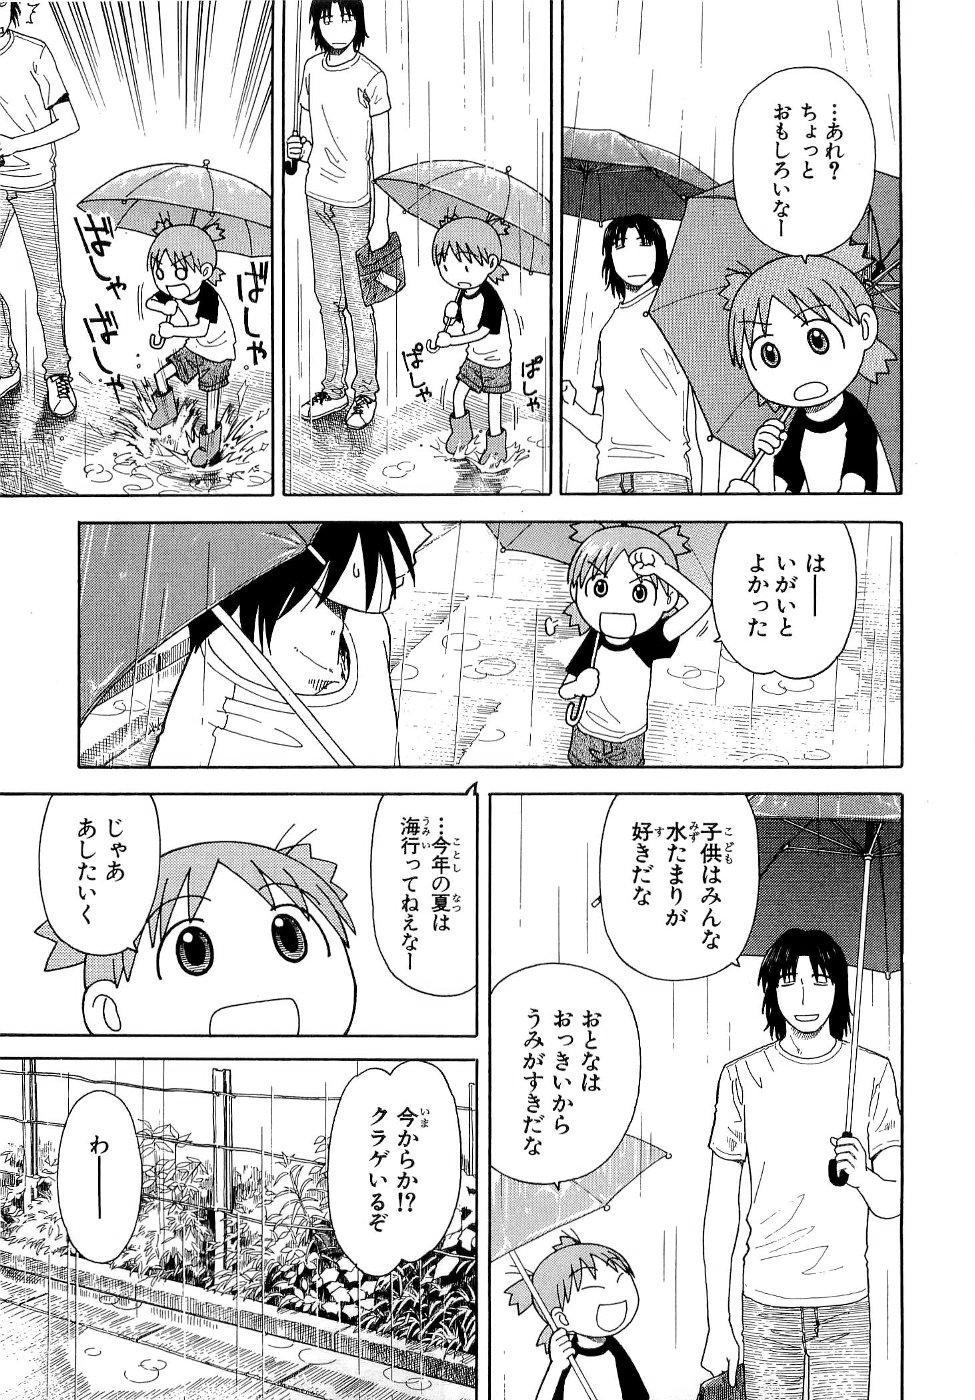 …あれ？
ちょっと
おもしろいなー
ぱしゃ
ぱしゃ
ばしゃ
ばしゃ
ばしゃ
はー
いがいと
よかった
子供はみんな
水たまりが
好きだな
おとなは
おっきいから
うみがすきだな
…今年の夏は
海行ってねえなー
じゃあ
あしたいく
今からか!?
クラゲいるぞ
わー